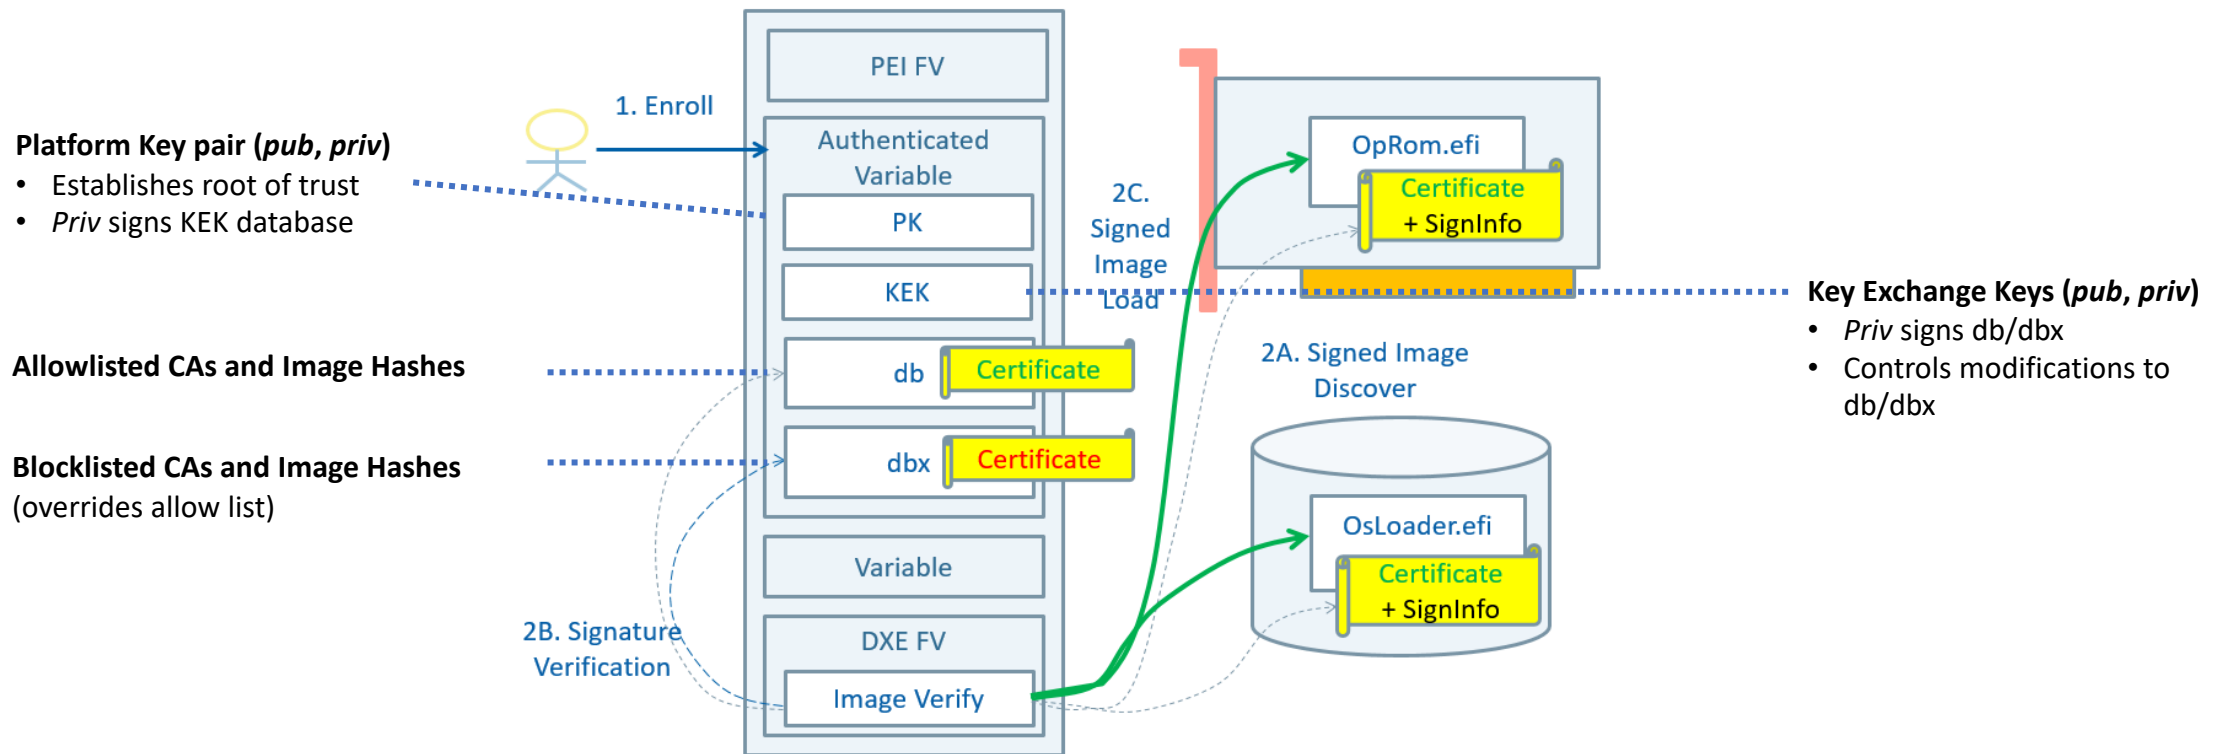 Platform Key pair (pub, priv)
• Establishes root of trust
• Priv signs KEK database
Allowlisted CAs and Image Hashes
Blocklisted CAs and Image Hashes
(overrides allow list)
1. Enroll
PEI FV
Authenticated
Variable
PK
KEK
db
Certificate
dbx
Certificate
Variable
DXE FV
Image Verify
2B. Signature
Verification
2C.
Signed
Image
Load
OpRom.efi
Certificate
+ SignInfo
2A. Signed Image
Discover
OsLoader.efi
Certificate
+ SignInfo
Key Exchange Keys (pub, priv)
• Priv signs db/dbx
• Controls modifications to
db/dbx